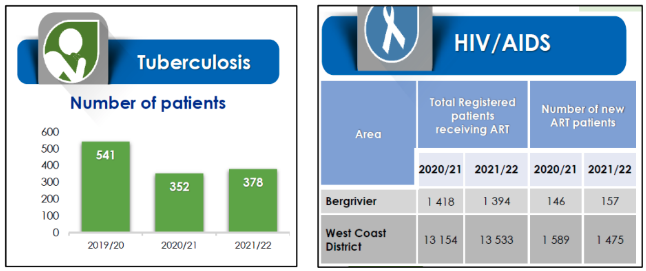 Tuberculosis
Number of patients
600
500
400
300
200
100
0
541
352
378
2019/20 2020/21 2021/22
HIV/AIDS
Area
Total Registered
patients
receiving ART
Number of new
ART patients
2020/21 2021/22 2020/21 2021/22
Bergrivier 1 418 1 394 146 157
West Coast
District 13 154 13 533 1 589 1 475